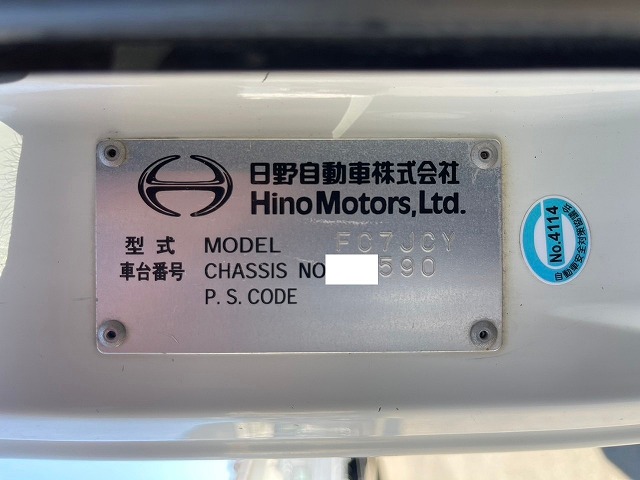 日野自動車株式会社
Hino Motors, Ltd.
型式 MODEL FC7JCY
車台番号 CHASSIS NO 590
P.S.CODE
No.4114